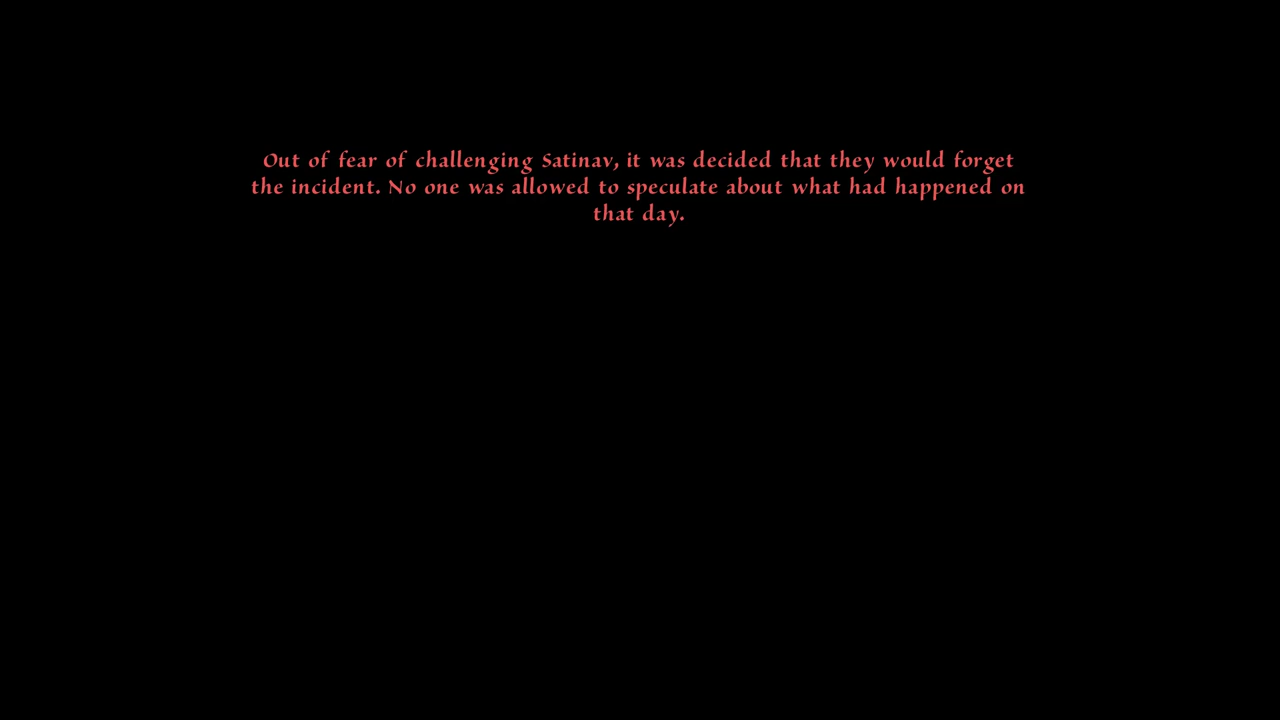 Out of fear of challenging Satinav, it was decided that they would forget
the incident. No one was allowed to speculate about what had happened on
that day.